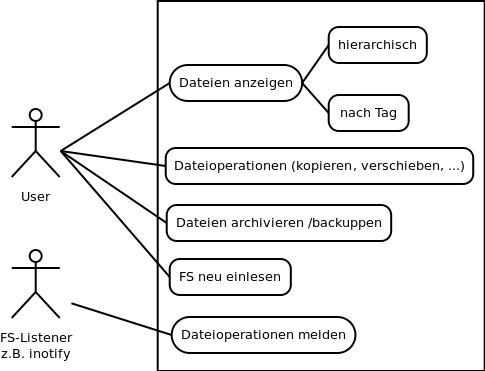 hierarchisch
Dateien anzeigen
nach Tag
Dateioperationen (kopieren, verschieben, ...)
User
Dateien archivieren /backuppen
FS neu einlesen
Dateioperationen melden
FS-Listener
z.B. inotify